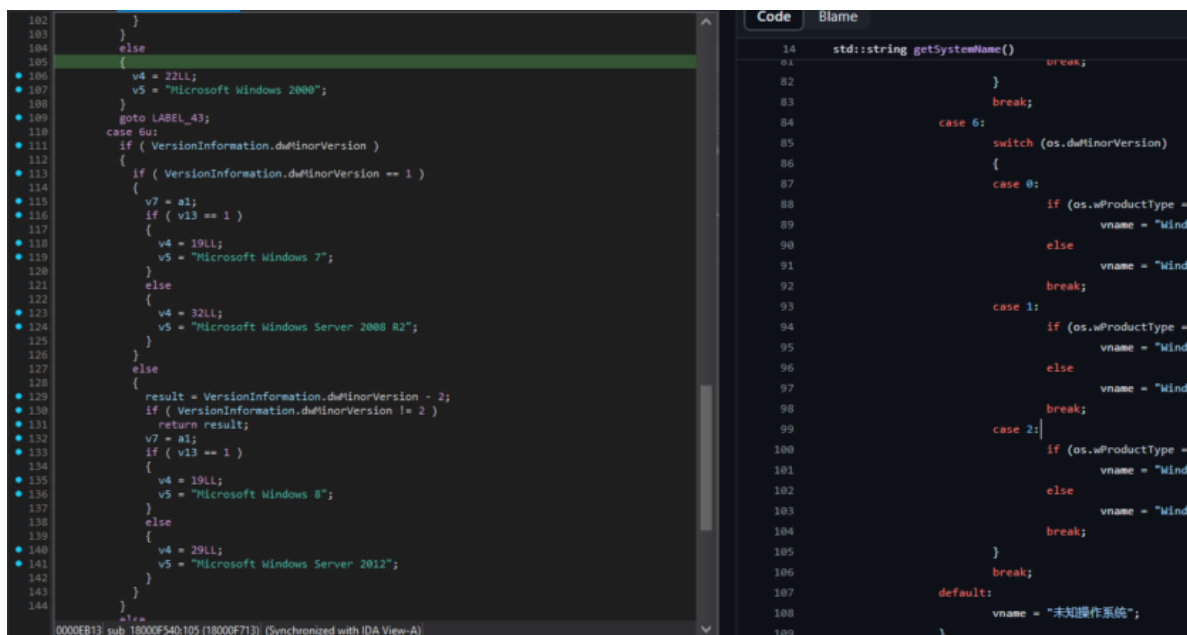 102 }
103 }
104 else
105 {
106 v4 = 22LL;
107 v5 = "Microsoft Windows 2000";
108 }
109 goto LABEL_43;
110 case 6u:
111 if ( VersionInformation.dwMinorVersion )
112 {
113 if ( VersionInformation.dwMinorVersion == 1 )
114 {
115 v7 = a1;
116 if ( v13 == 1 )
117 {
118 v4 = 19LL;
119 v5 = "Microsoft Windows 7";
120 }
121 else
122 {
123 v4 = 32LL;
124 v5 = "Microsoft Windows Server 2008 R2";
125 }
126 }
127 else
128 {
129 result = VersionInformation.dwMinorVersion - 2;
130 if ( VersionInformation.dwMinorVersion != 2 )
131 return result;
132 v7 = a1;
133 if ( v13 == 1 )
134 {
135 v4 = 19LL;
136 v5 = "Microsoft Windows 8";
137 }
138 else
139 {
140 v4 = 29LL;
141 v5 = "Microsoft Windows Server 2012";
142 }
143 }
144 }
else
0000EB13 sub_18000F540:105 (18000F713) (Synchronized with IDA View-A)
Code Blame
14 std::string getSystemName()
81 break;
82 }
83 break;
84 case 6:
85 switch (os.dwMinorVersion)
86 {
87 case 0:
88 if (os.wProductType =
89 vname = "Wind
90 else
91 vname = "Wind
92 break;
93 case 1:
94 if (os.wProductType =
95 vname = "Wind
96 else
97 vname = "Wind
98 break;
99 case 2:
100 if (os.wProductType =
101 vname = "Wind
102 else
103 vname = "Wind
104 break;
105 }
106 break;
107 default:
108 vname = "未知操作系统";
109 }